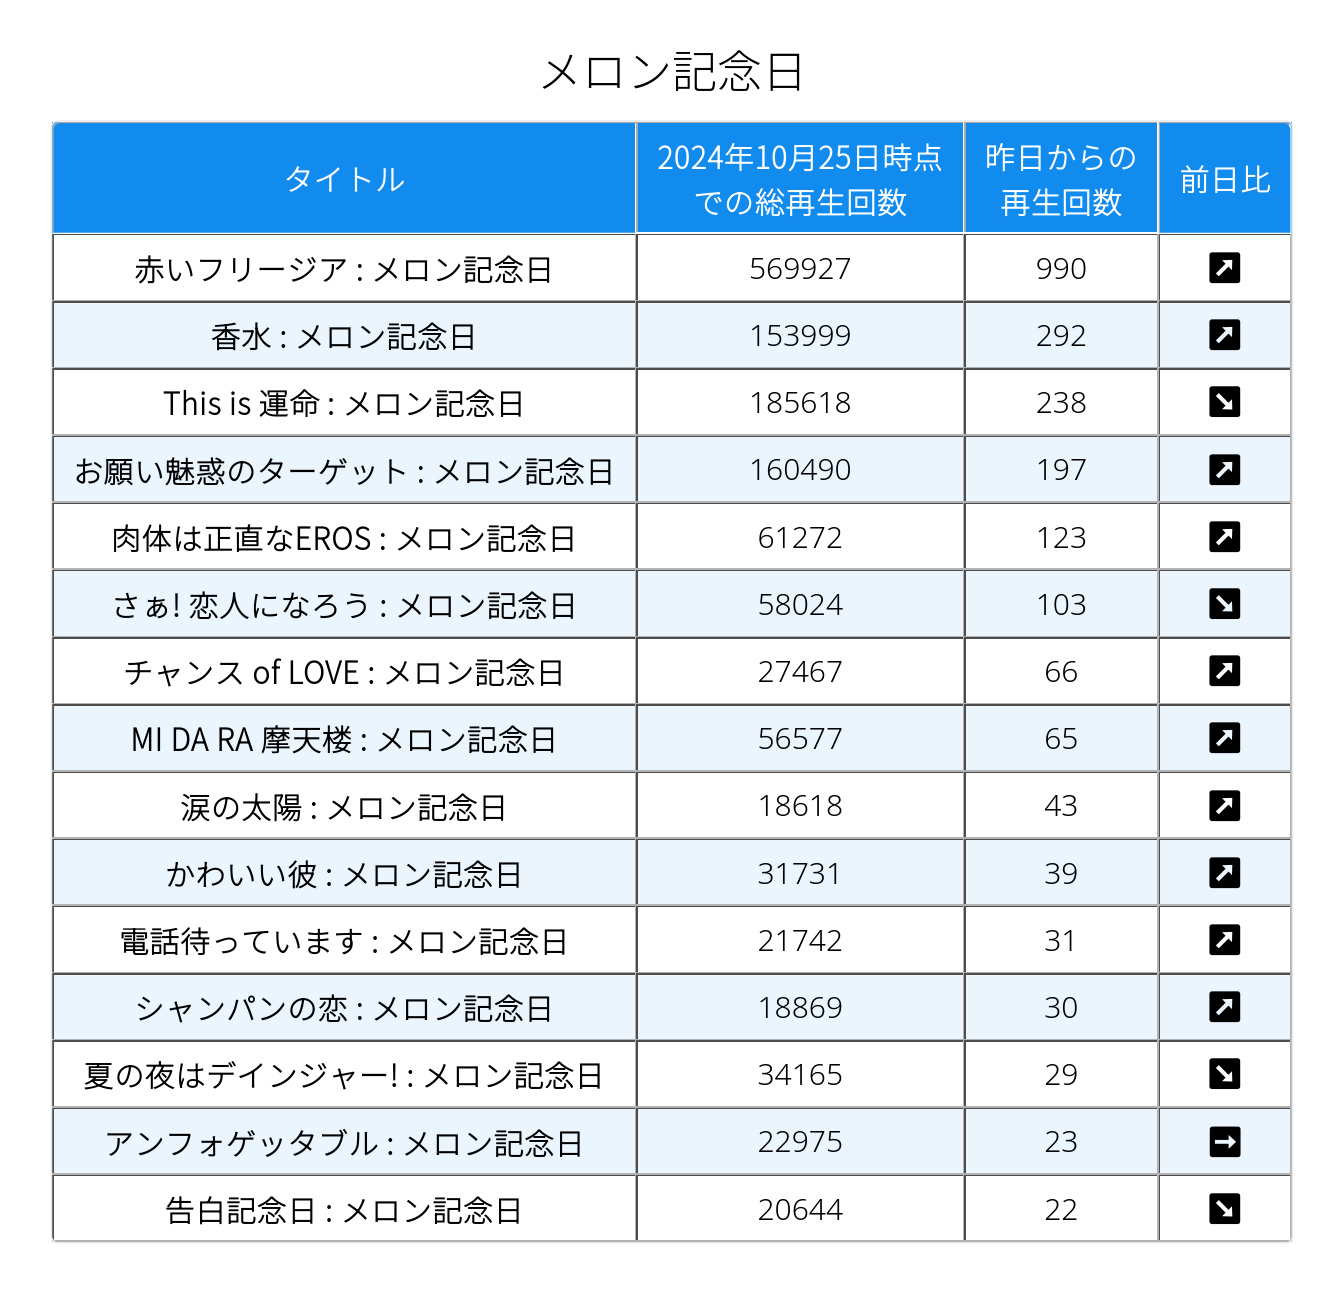 メロン記念日
タイトル
2024年10月25日時点
での総再生回数
昨日からの
再生回数
前日比
赤いフリージア : メロン記念日 569927 990 ↗
香水 : メロン記念日 153999 292 ↗
This is 運命 : メロン記念日 185618 238 ↘
お願い魅惑のターゲット : メロン記念日 160490 197 ↗
肉体は正直なEROS : メロン記念日 61272 123 ↗
さぁ! 恋人になろう : メロン記念日 58024 103 ↘
チャンス of LOVE : メロン記念日 27467 66 ↗
MI DA RA 摩天楼 : メロン記念日 56577 65 ↗
涙の太陽 : メロン記念日 18618 43 ↗
かわいい彼 : メロン記念日 31731 39 ↗
電話待っています : メロン記念日 21742 31 ↗
シャンパンの恋 : メロン記念日 18869 30 ↗
夏の夜はデインジャー! : メロン記念日 34165 29 ↘
アンフォゲッタブル : メロン記念日 22975 23 →
告白記念日 : メロン記念日 20644 22 ↘